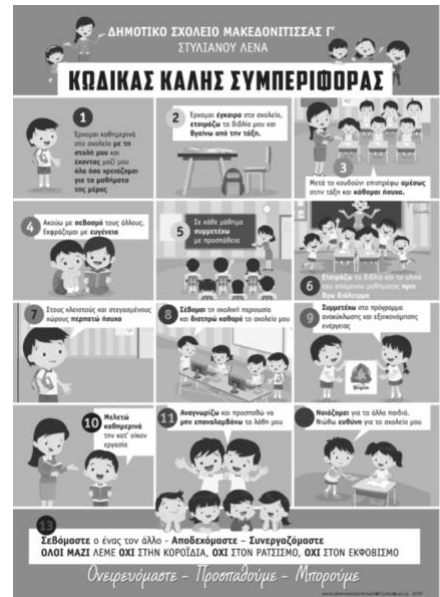 ΔΗΜΟΤΙΚΟ ΣΧΟΛΕΙΟ ΜΑΚΕΔΟΝΙΤΙΣΣΑΣ Γ'
ΣΤΥΛΙΑΝΟΥ ΛΕΝΑ
ΚΩΔΙΚΑΣ ΚΑΛΗΣ ΣΥΜΠΕΡΙΦΟΡΑΣ
1
Έρχομαι καθημερινά
στο σχολείο με τη
στολή μου και
έχοντας μαζί μου
όλα όσα χρειάζομαι
για τα μαθήματα
της μέρας
2
Έρχομαι έγκαιρα στο σχολείο,
ετοιμάζω τα βιβλία μου και
βγαίνω από την τάξη.
3
Μετά το κουδούνι επιστρέφω αμέσως
στην τάξη και κάθομαι ήσυχα.
4
Ακούω με σεβασμό τους άλλους.
Εκφράζομαι με ευγένεια
5
Σε κάθε μάθημα
συμμετέχω
με προσπάθεια
6
Ετοιμάζω τα βιβλία και τα υλικά
του επόμενου μαθήματος πριν
βγω διάλειμμα
7
Στους κλειστούς και στεγασμένους
χώρους περπατώ ήσυχα
8
Σέβομαι τη σχολική περιουσία
και διατηρώ καθαρό το σχολείο μου
9
Συμμετέχω στο πρόγραμμα
ανακύκλωσης και εξοικονόμησης
ενέργειας
10
Μελετώ
καθημερινά
την κατ' οίκον
εργασία
11
Αναγνωρίζω και προσπαθώ να
μην επαναλαμβάνω τα λάθη μου
Νοιάζομαι για τα άλλα παιδιά.
Νιώθω ευθύνη για το σχολείο μου
13
Σεβόμαστε ο ένας τον άλλο - Αποδεχόμαστε - Συνεργαζόμαστε
ΟΛΟΙ ΜΑΖΙ ΛΕΜΕ ΟΧΙ ΣΤΗΝ ΚΟΡΟΪΔΙΑ, ΟΧΙ ΣΤΟΝ ΡΑΤΣΙΣΜΟ, ΟΧΙ ΣΤΟΝ ΕΚΦΟΒΙΣΜΟ
Ονειρευόμαστε - Προσπαθούμε - Μπορούμε